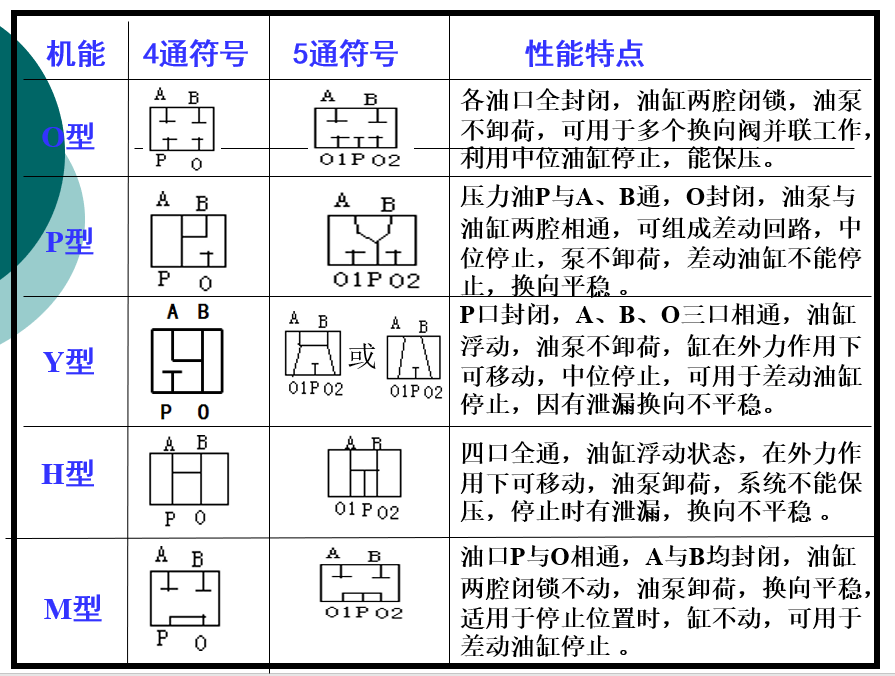 机能 4通符号 5通符号 性能特点
O型
A B
P O
A B
O1 P O2
各油口全封闭，油缸两腔闭锁，油泵
不卸荷，可用于多个换向阀并联工作，
利用中位油缸停止，能保压。
P型
A B
P O
A B
O1 P O2
压力油P与A、B通，O封闭，油泵与
油缸两腔相通，可组成差动回路，中
位停止，泵不卸荷，差动油缸不能停
止，换向平稳 。
Y型
A B
P O
A B
O1 P O2
或
A B
O1 P O2
P口封闭，A、B、O三口相通，油缸
浮动，油泵不卸荷，缸在外力作用下
可移动，中位停止，可用于差动油缸
停止，因有泄漏换向不平稳。
H型
A B
P O
A B
O1 P O2
四口全通，油缸浮动状态，在外力作
用下可移动，油泵卸荷，系统不能保
压，停止时有泄漏，换向不平稳 。
M型
A B
P O
A B
O1 P O2
油口P与O相通，A与B均封闭，油缸
两腔闭锁不动，油泵卸荷，换向平稳，
适用于停止位置时，缸不动，可用于
差动油缸停止 。